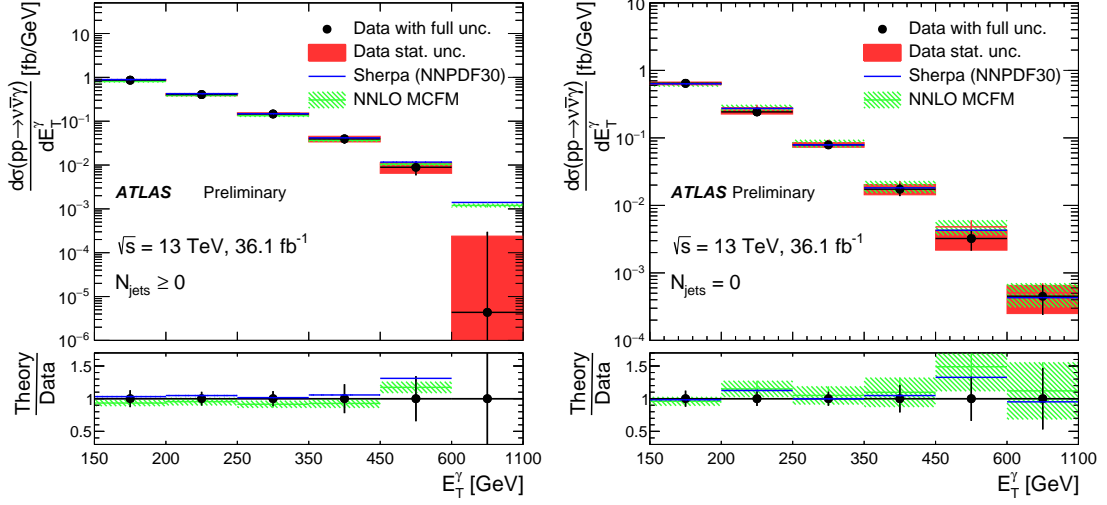 dσ(pp→νν̄γ)
dE_T^γ
[fb/GeV]
10
1
10⁻¹
10⁻²
10⁻³
10⁻⁴
10⁻⁵
10⁻⁶
Data with full unc.
Data stat. unc.
Sherpa (NNPDF30)
NNLO MCFM
ATLAS Preliminary
√s = 13 TeV, 36.1 fb⁻¹
N_jets ≥ 0
Theory
Data
1.5
1
0.5
150 200 250 350 450 600 1100
E_T^γ [GeV]
dσ(pp→νν̄γ)
dE_T^γ
[fb/GeV]
10
1
10⁻¹
10⁻²
10⁻³
10⁻⁴
Data with full unc.
Data stat. unc.
Sherpa (NNPDF30)
NNLO MCFM
ATLAS Preliminary
√s = 13 TeV, 36.1 fb⁻¹
N_jets = 0
Theory
Data
1.5
1
0.5
150 200 250 350 450 600 1100
E_T^γ [GeV]